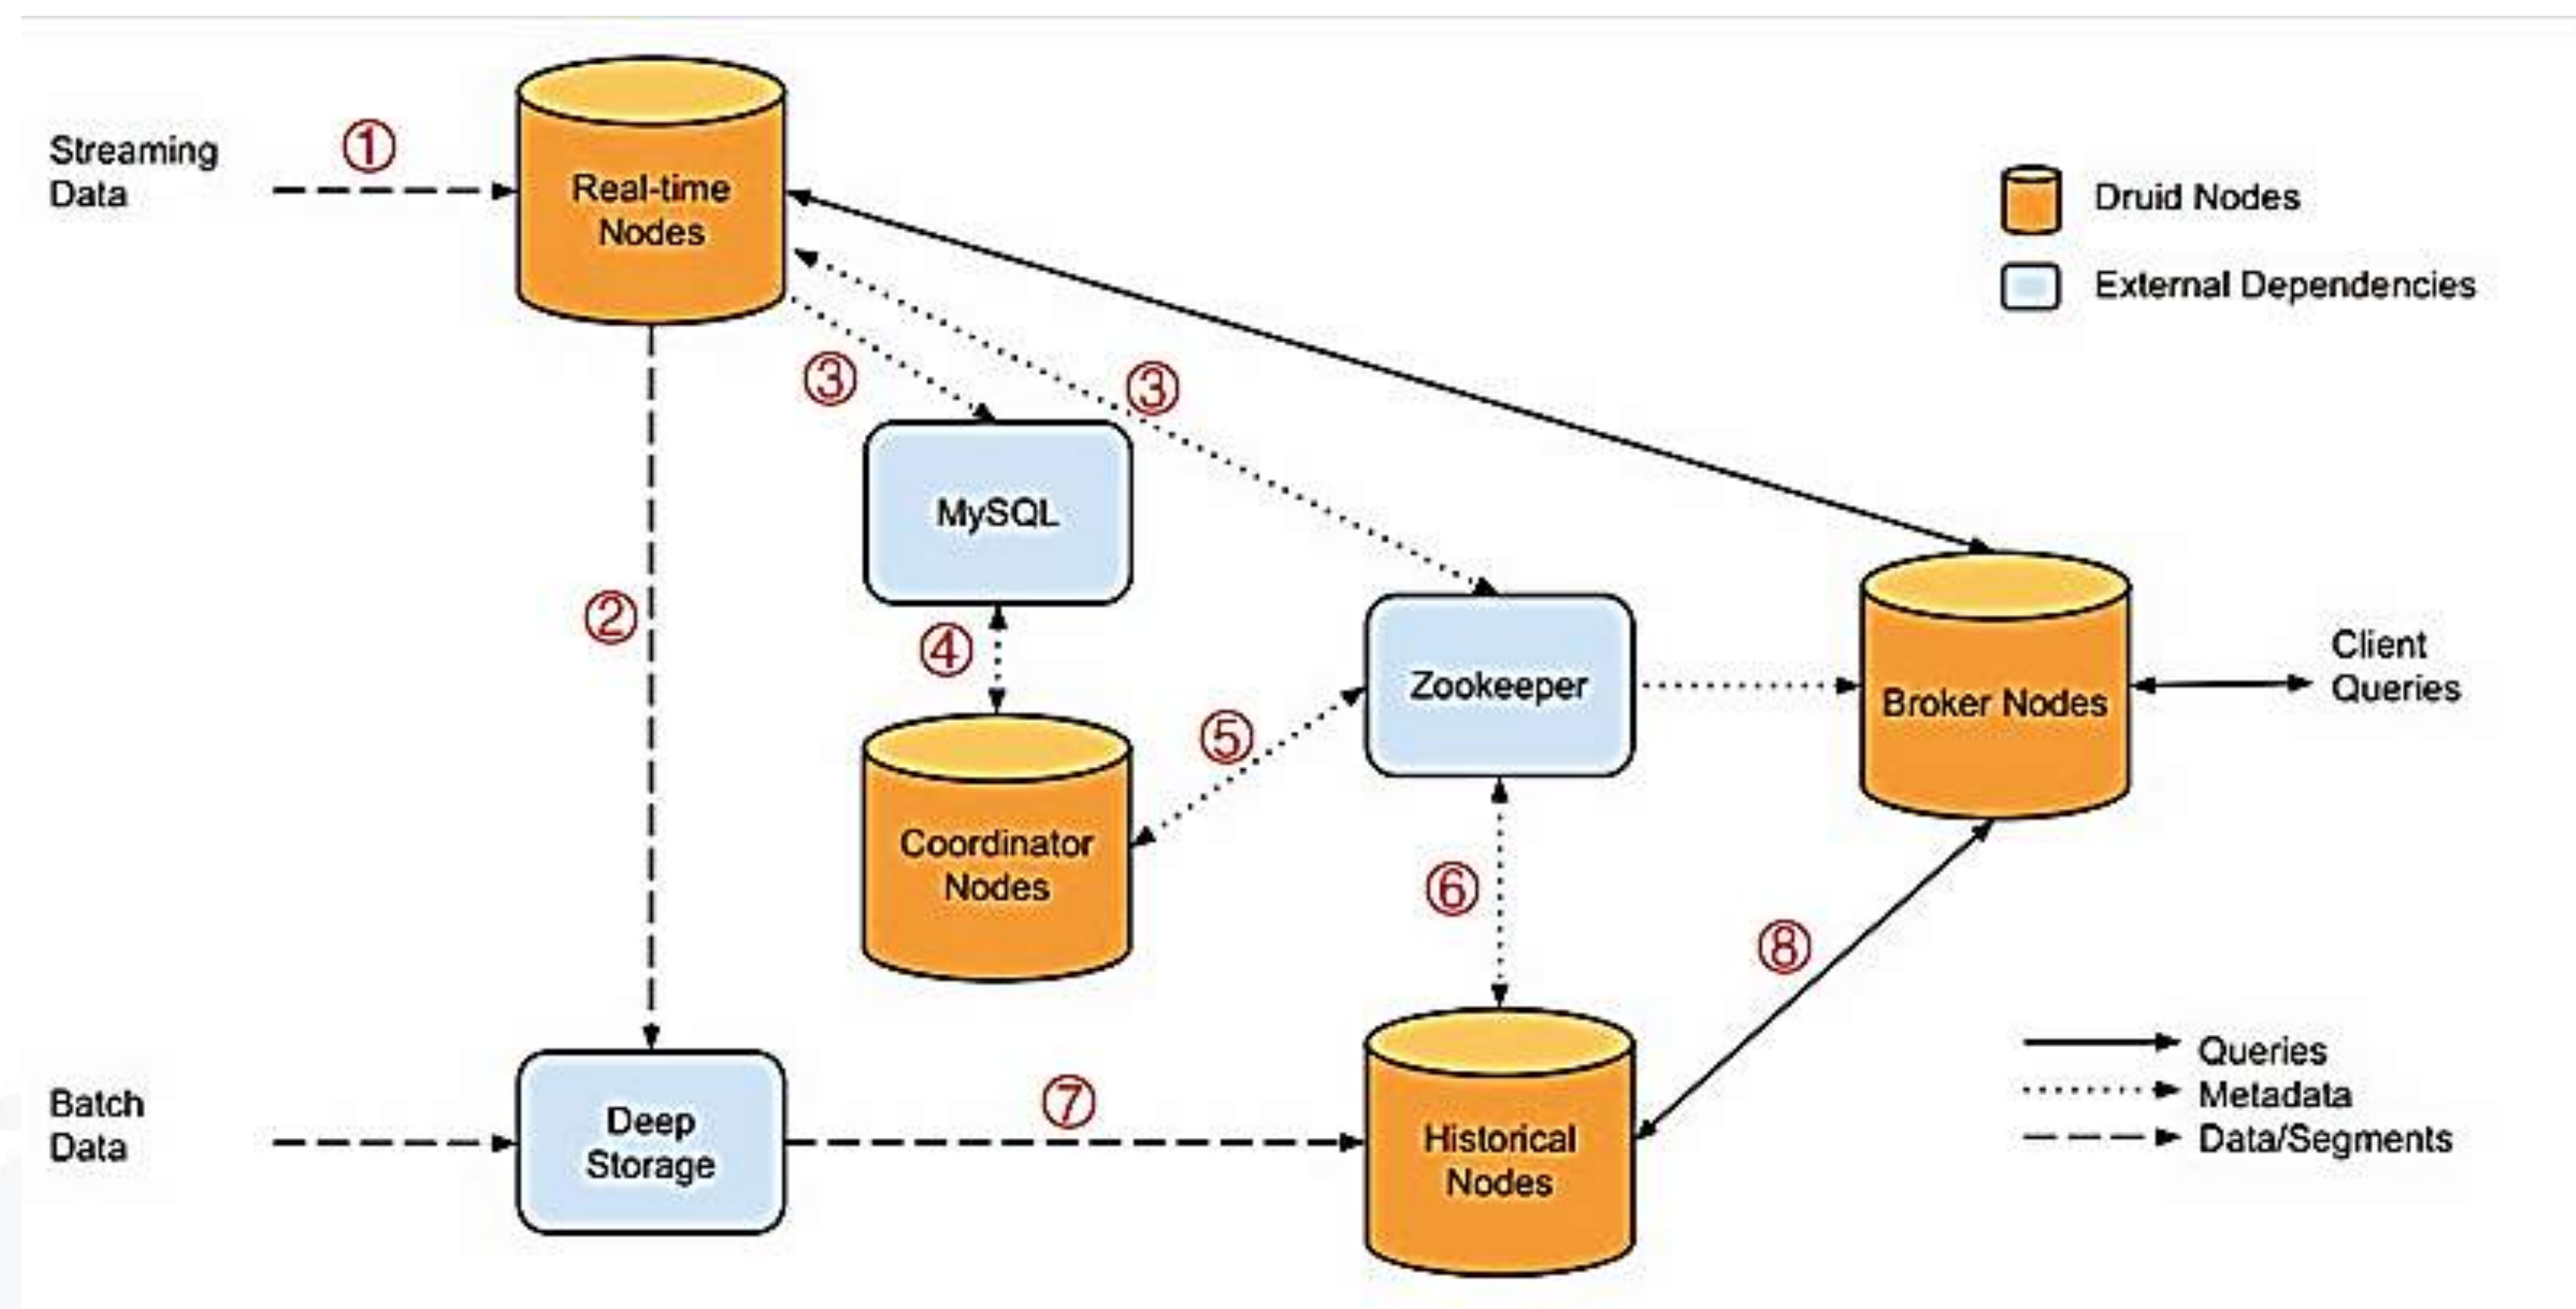 Streaming
Data
①
Real-time
Nodes
Druid Nodes
External Dependencies
③
③
MySQL
②
④
Zookeeper
Broker Nodes
Client
Queries
⑤
Coordinator
Nodes
⑥
⑧
Batch
Data
Deep
Storage
⑦
Historical
Nodes
Queries
Metadata
Data/Segments